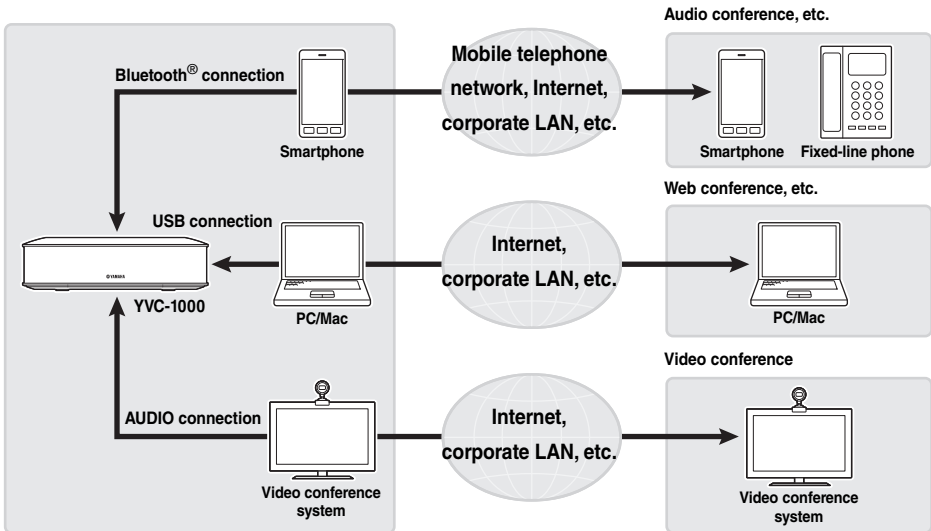 Audio conference, etc.
Bluetooth® connection
Smartphone
Mobile telephone
network, Internet,
corporate LAN, etc.
Smartphone
Fixed-line phone
Web conference, etc.
USB connection
YAMAHA
YVC-1000
PC/Mac
Internet,
corporate LAN, etc.
PC/Mac
Video conference
AUDIO connection
Video conference
system
Internet,
corporate LAN, etc.
Video conference
system